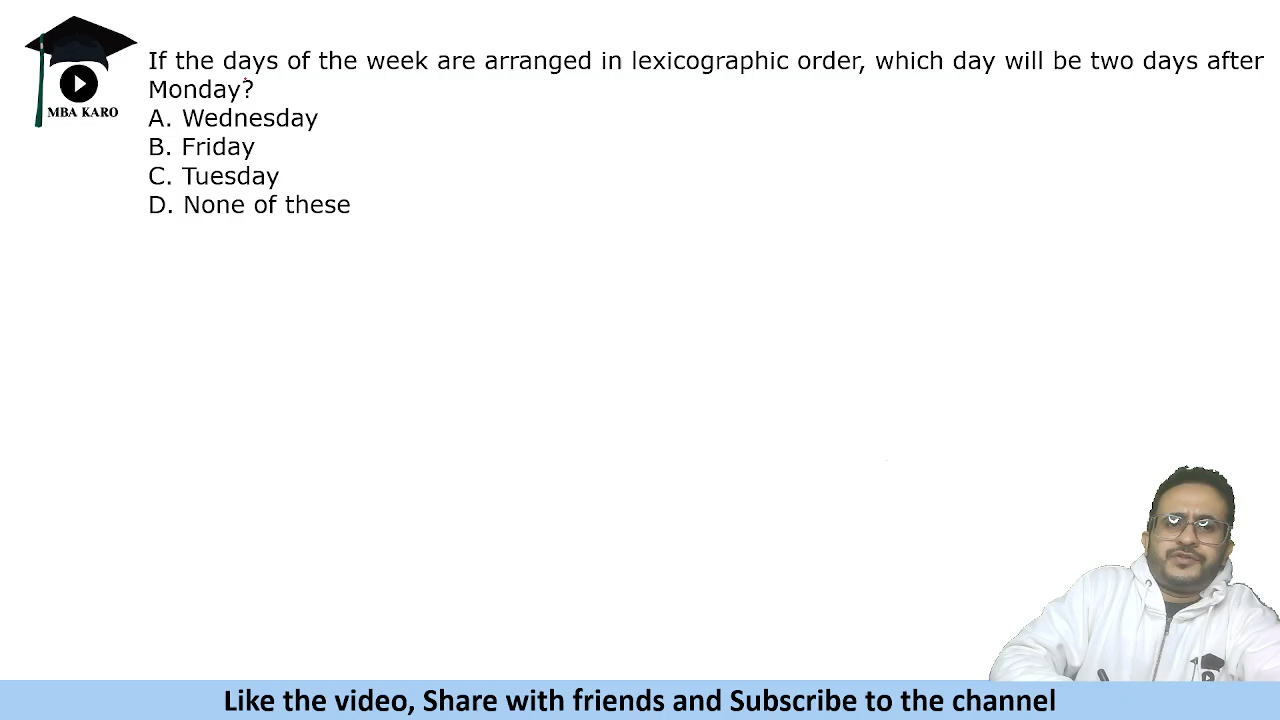 MBA KARO
If the days of the week are arranged in lexicographic order, which day will be two days after
Monday?
A. Wednesday
B. Friday
C. Tuesday
D. None of these
Like the video, Share with friends and Subscribe to the channel